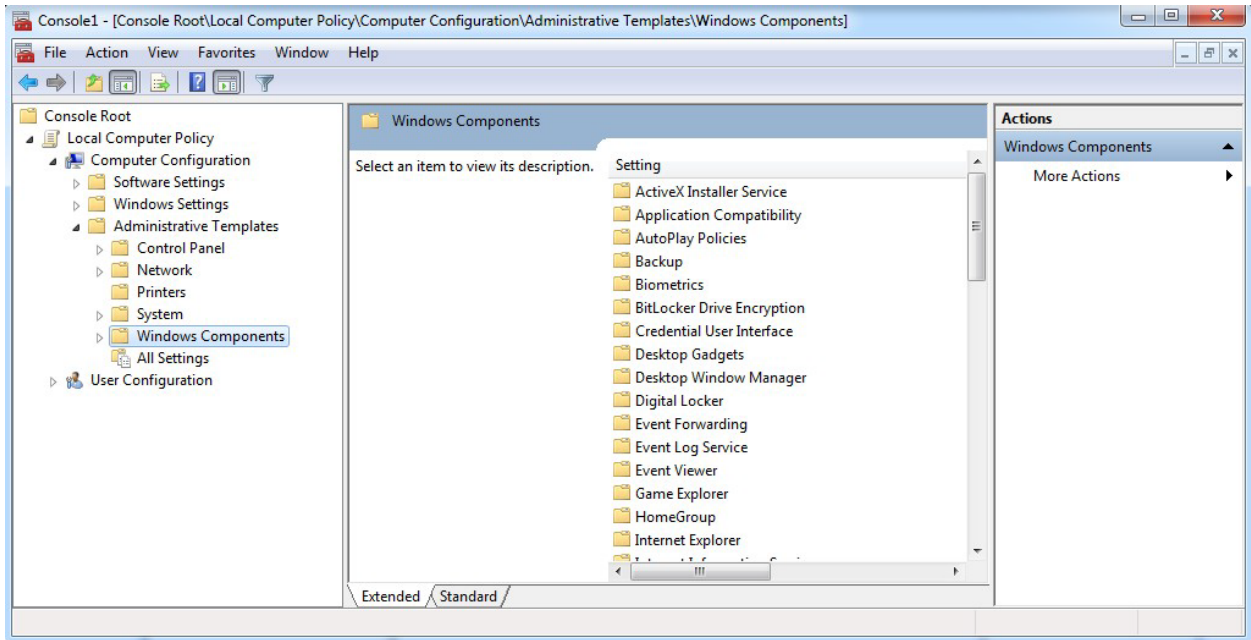 Console1 - [Console Root\Local Computer Policy\Computer Configuration\Administrative Templates\Windows Components]
File Action View Favorites Window Help
Console Root
Local Computer Policy
Computer Configuration
Software Settings
Windows Settings
Administrative Templates
Control Panel
Network
Printers
System
Windows Components
All Settings
User Configuration
Windows Components
Select an item to view its description.
Setting
ActiveX Installer Service
Application Compatibility
AutoPlay Policies
Backup
Biometrics
BitLocker Drive Encryption
Credential User Interface
Desktop Gadgets
Desktop Window Manager
Digital Locker
Event Forwarding
Event Log Service
Event Viewer
Game Explorer
HomeGroup
Internet Explorer
Extended Standard
Actions
Windows Components
More Actions